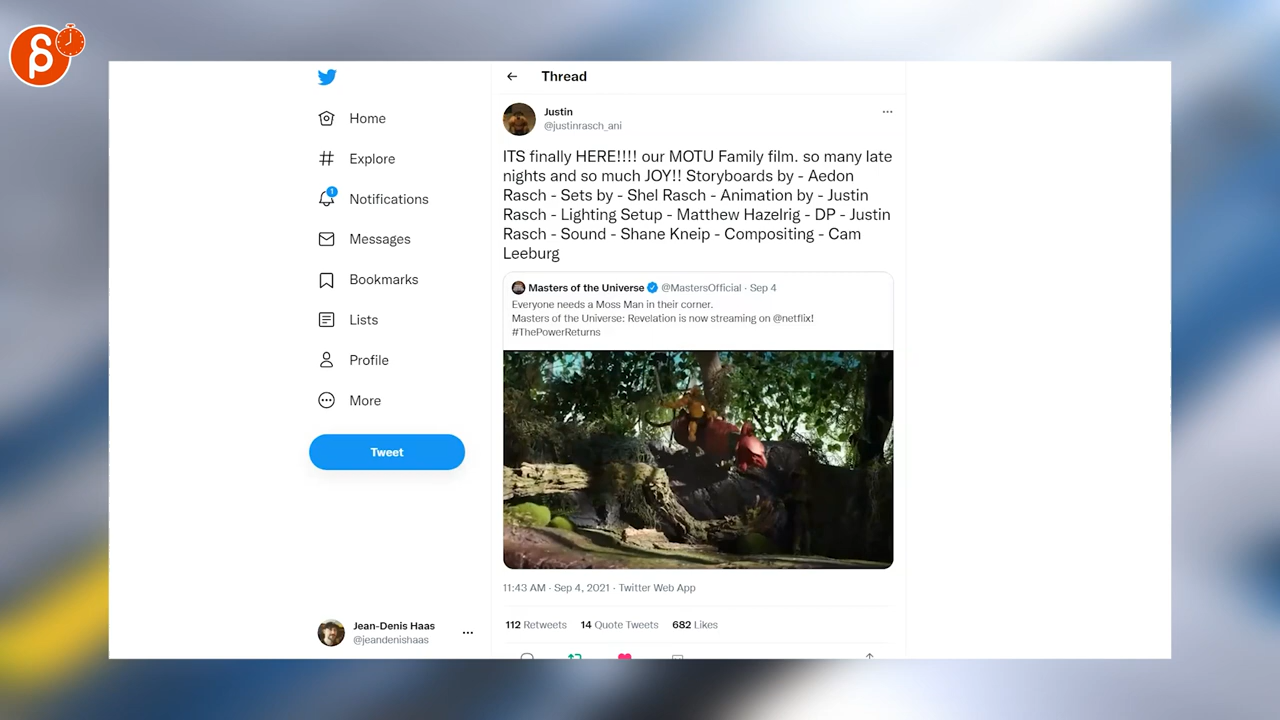 Thread
Home
Explore
1
Notifications
Messages
Bookmarks
Lists
Profile
More
Tweet
Jean-Denis Haas
@jeandenishaas
Justin
@justinrasch_ani
ITS finally HERE!!!! our MOTU Family film. so many late
nights and so much JOY!! Storyboards by - Aedon
Rasch - Sets by - Shel Rasch - Animation by - Justin
Rasch - Lighting Setup - Matthew Hazelrig - DP - Justin
Rasch - Sound - Shane Kneip - Compositing - Cam
Leeburg
Masters of the Universe @MastersOfficial · Sep 4
Everyone needs a Moss Man in their corner.
Masters of the Universe: Revelation is now streaming on @netflix!
#ThePowerReturns
11:43 AM · Sep 4, 2021 · Twitter Web App
112 Retweets 14 Quote Tweets 682 Likes